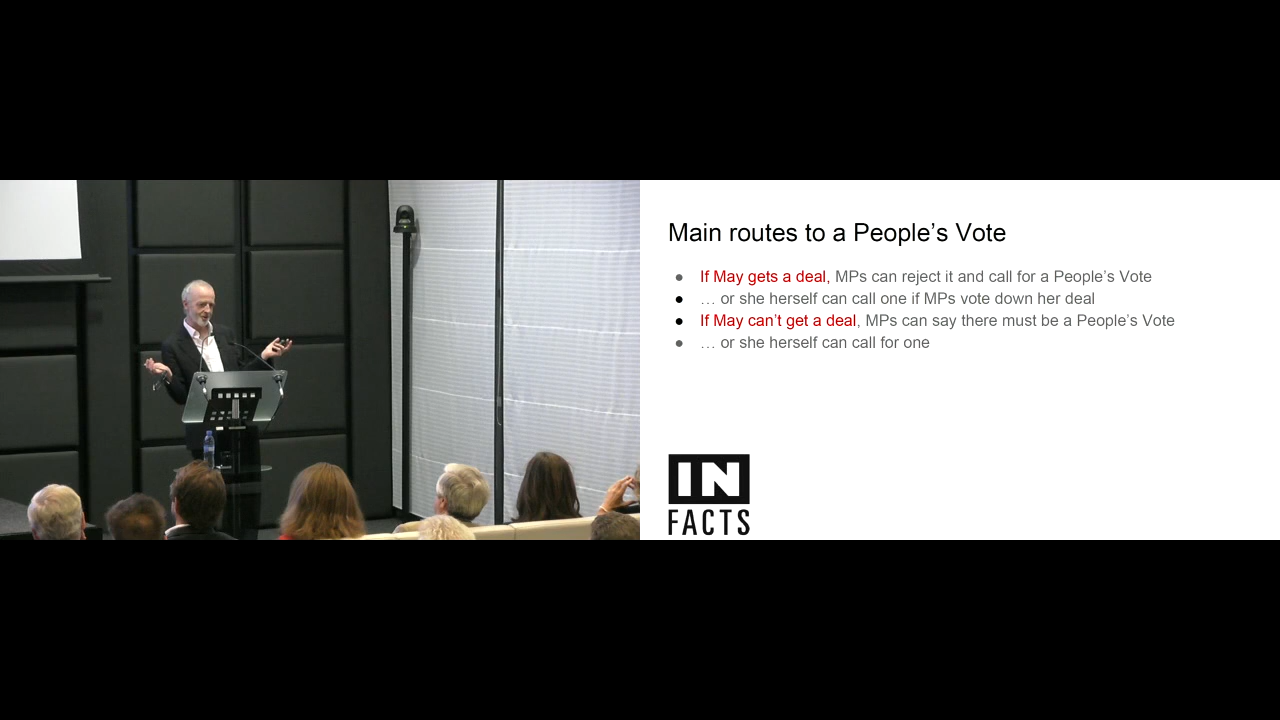 Main routes to a People’s Vote
● If May gets a deal, MPs can reject it and call for a People’s Vote
● … or she herself can call one if MPs vote down her deal
● If May can’t get a deal, MPs can say there must be a People’s Vote
● … or she herself can call for one
IN
FACTS